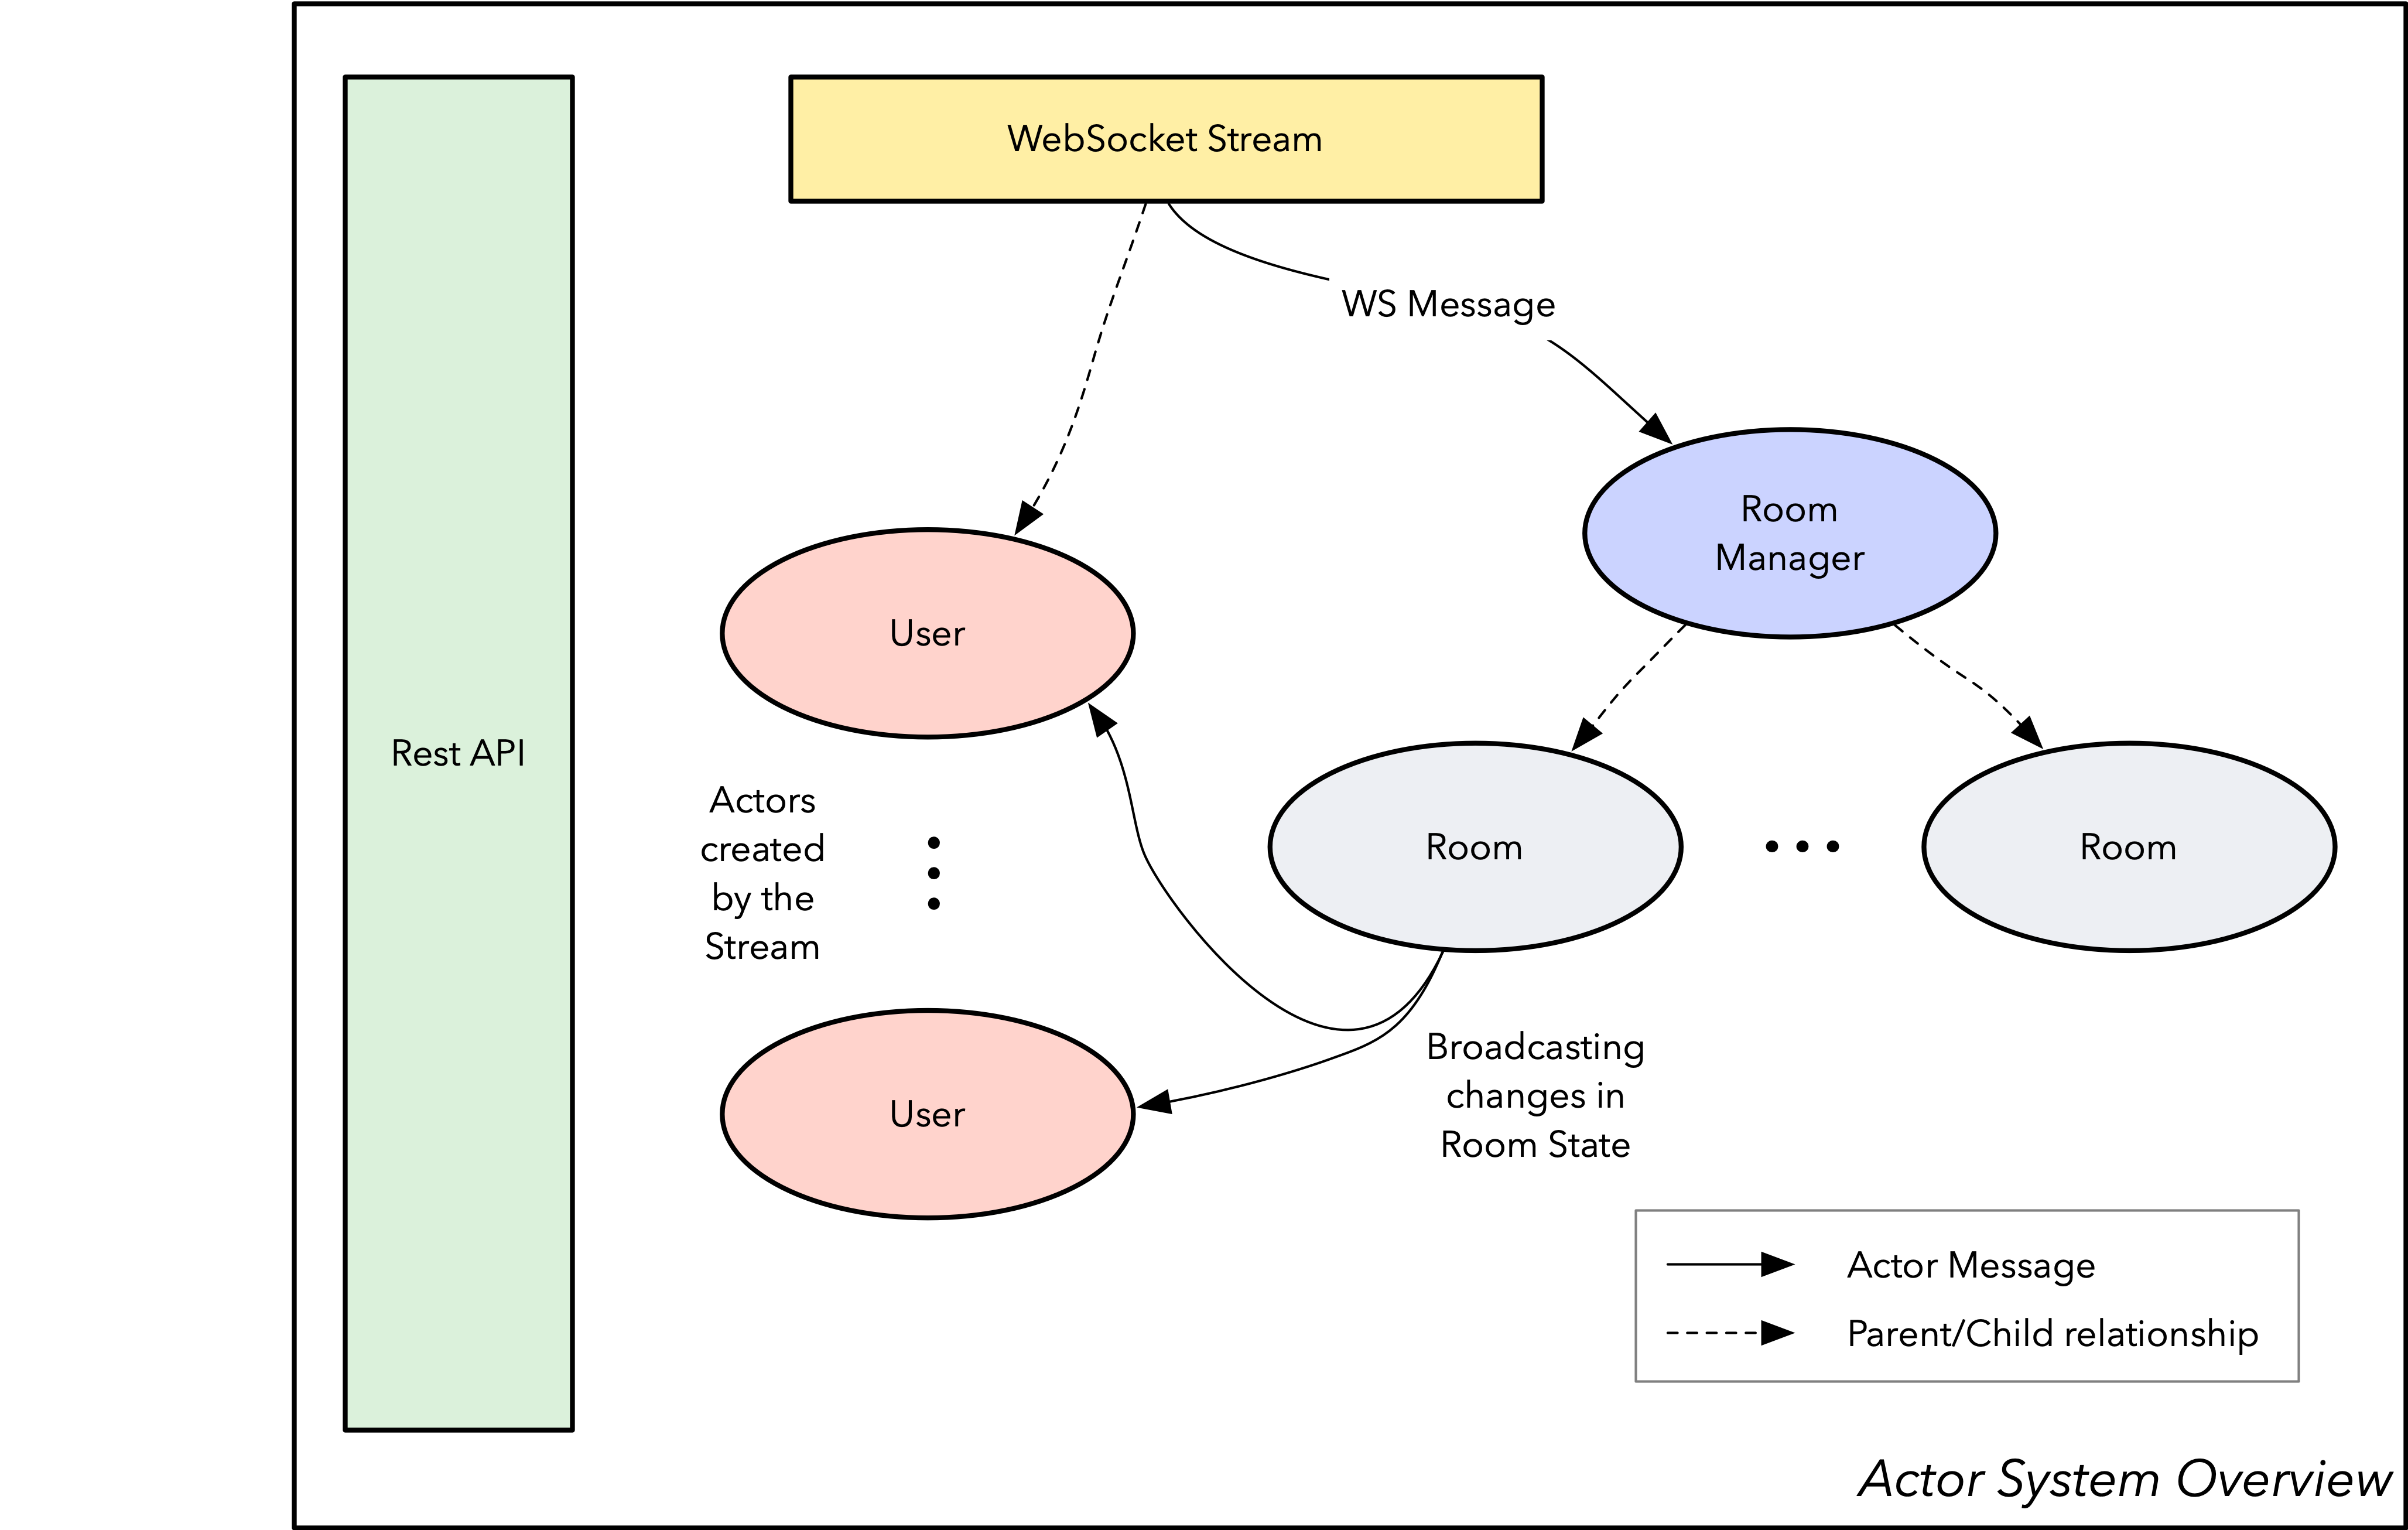 WebSocket Stream
WS Message
Room
Manager
User
Rest API
Actors
created
by the
Stream
Room
Room
Broadcasting
changes in
Room State
User
Actor Message
Parent/Child relationship
Actor System Overview